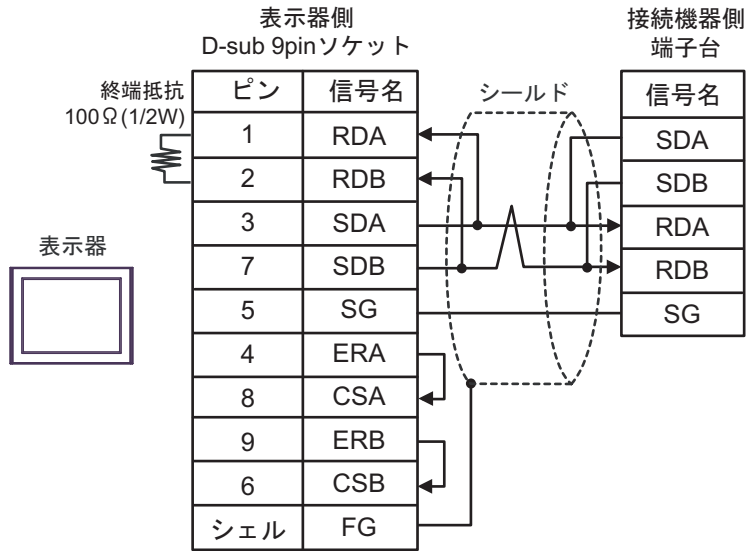 表示器側
D-sub 9pinソケット
接続機器側
端子台
終端抵抗
100Ω(1/2W)
表示器
シールド
ピン 信号名
1 RDA
2 RDB
3 SDA
7 SDB
5 SG
4 ERA
8 CSA
9 ERB
6 CSB
シェル FG
信号名
SDA
SDB
RDA
RDB
SG